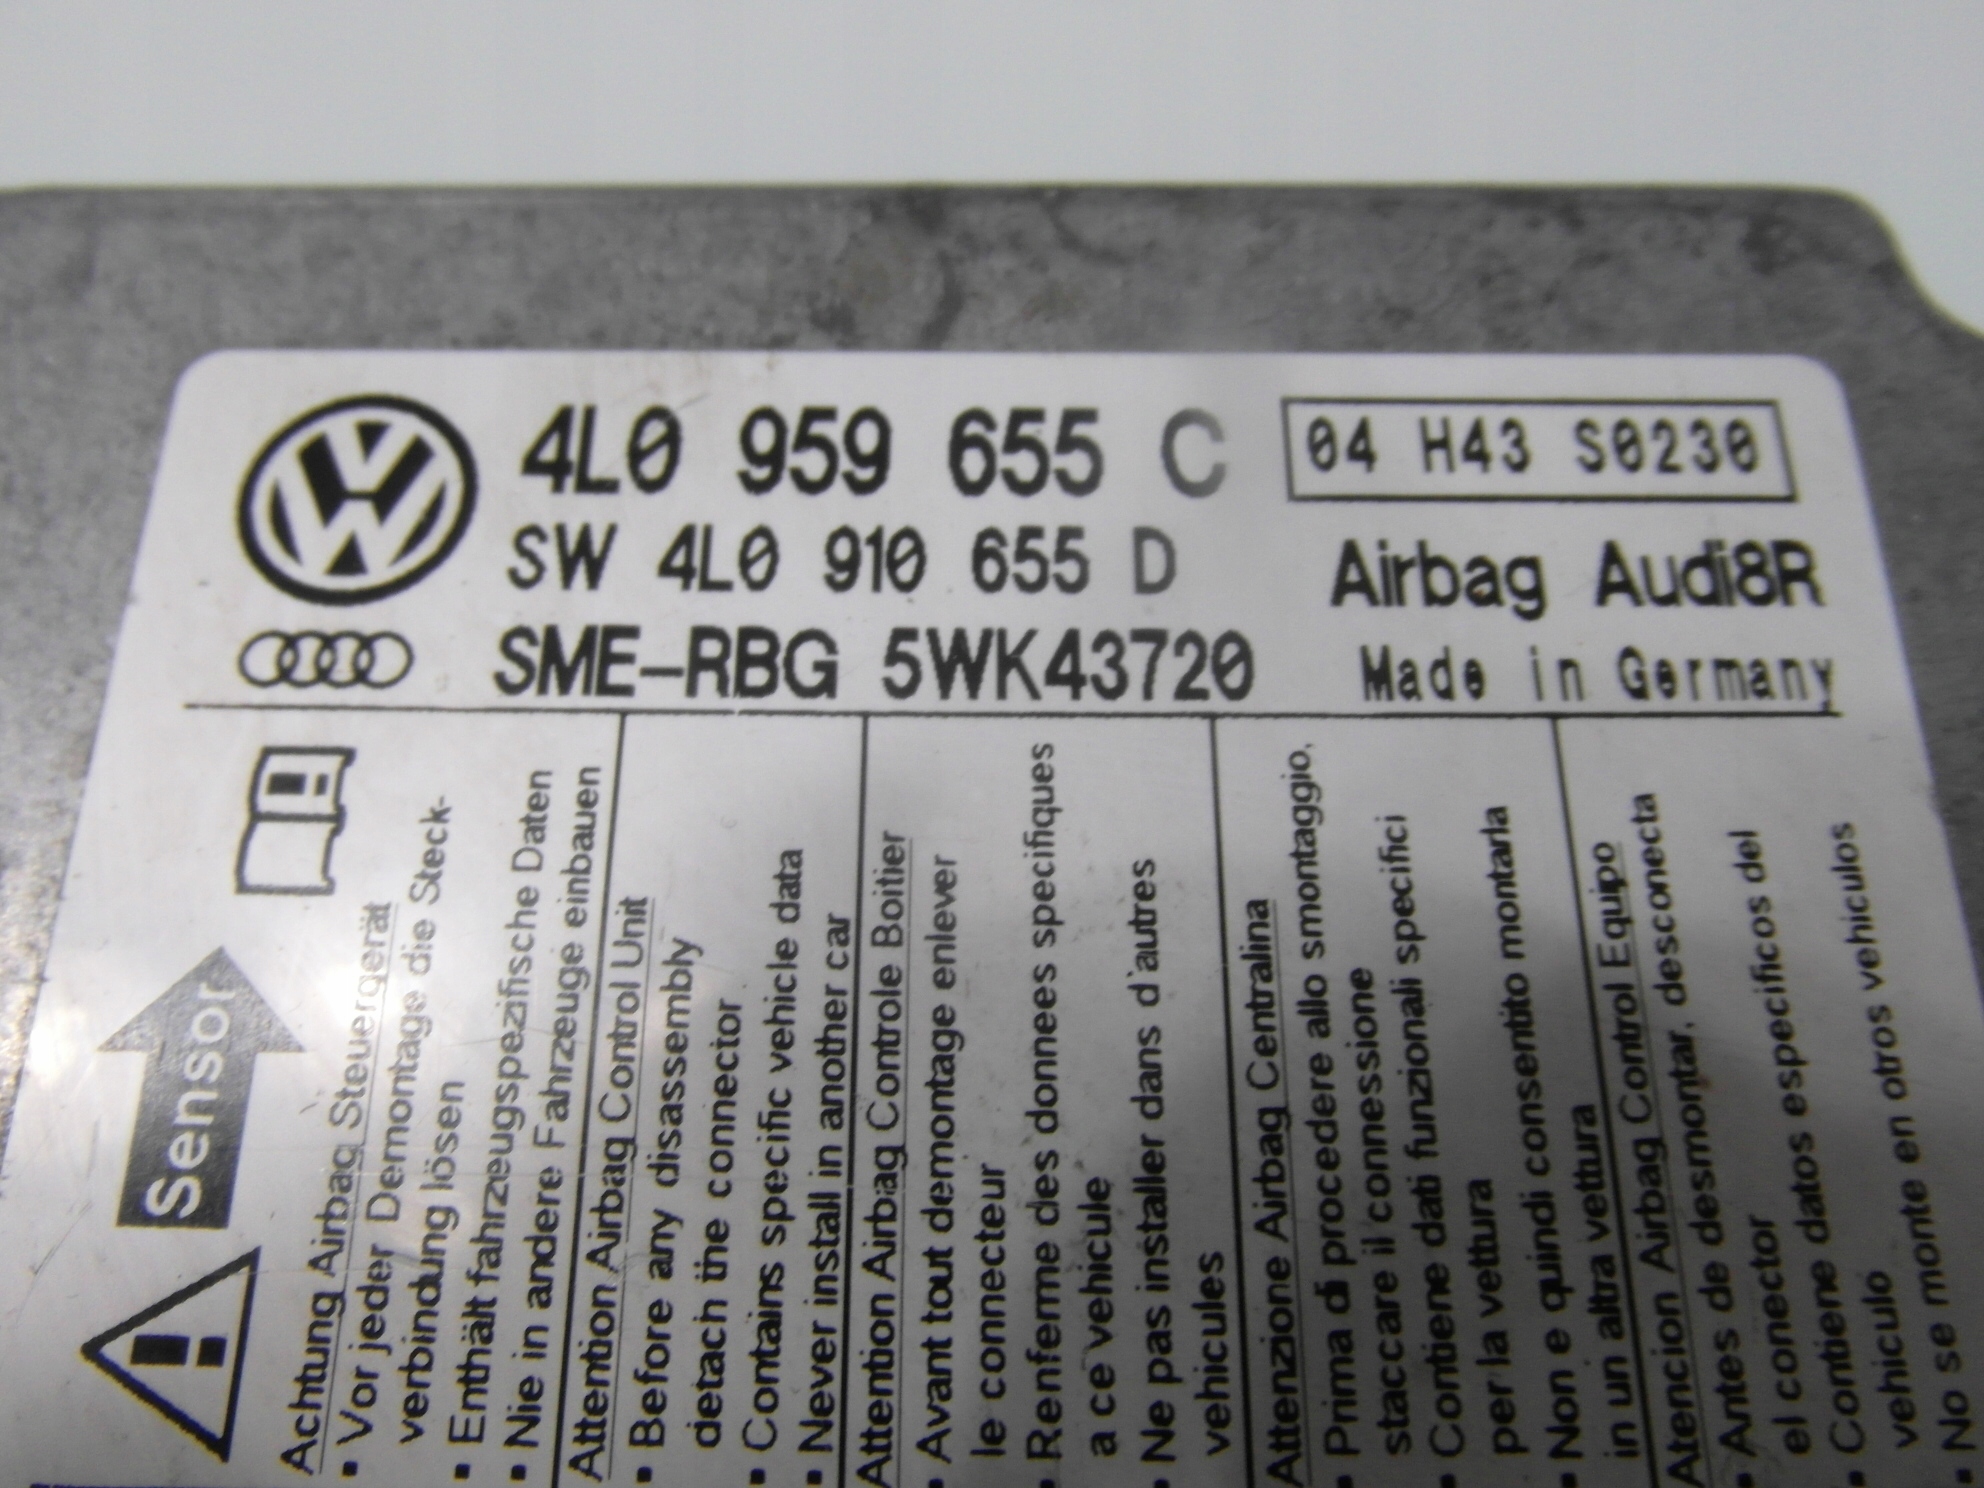 4L0 959 655 C 04 H43 S0230
SW 4L0 910 655 D Airbag Audi8R
SME-RBG 5WK43720 Made in Germany
Sensor
Achtung Airbag Steuergerät
• Vor jeder Demontage die Steck-
verbindung lösen
• Enthält fahrzeugspezifische Daten
• Nie in andere Fahrzeuge einbauen
Attention Airbag Control Unit
• Before any disassembly
detach the connector
• Contains specific vehicle data
• Never install in another car
Attention Airbag Controle Boitier
• Avant tout demontage enlever
le connecteur
• Renferme des donnees specifiques
a ce vehicule
• Ne pas installer dans d'autres
vehicules
Attenzione Airbag Centralina
• Prima di procedere allo smontaggio,
staccare il connessione
• Contiene dati funzionali specifici
per la vettura
• Non e quindi consentito montarla
in un altra vettura
Atencion Airbag Control Equipo
• Antes de desmontar, desconecta
el conector
• Contiene datos especificos del
vehiculo
• No se monte en otros vehiculos